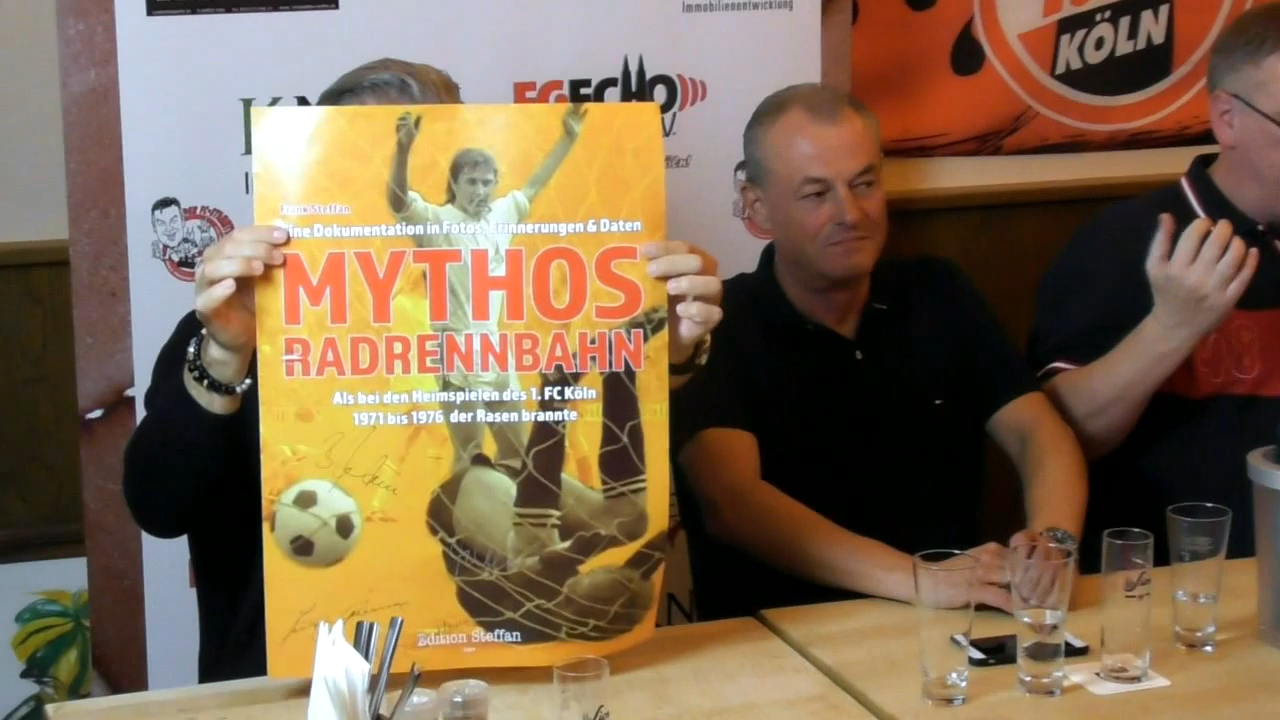 Immobilienentwicklung
KÖLN
FC-ECHO
Frank Steffan
Eine Dokumentation in Fotos, Erinnerungen & Daten
MYTHOS
RADRENNBAHN
Als bei den Heimspielen des 1. FC Köln
1971 bis 1976 der Rasen brannte
Edition Steffan